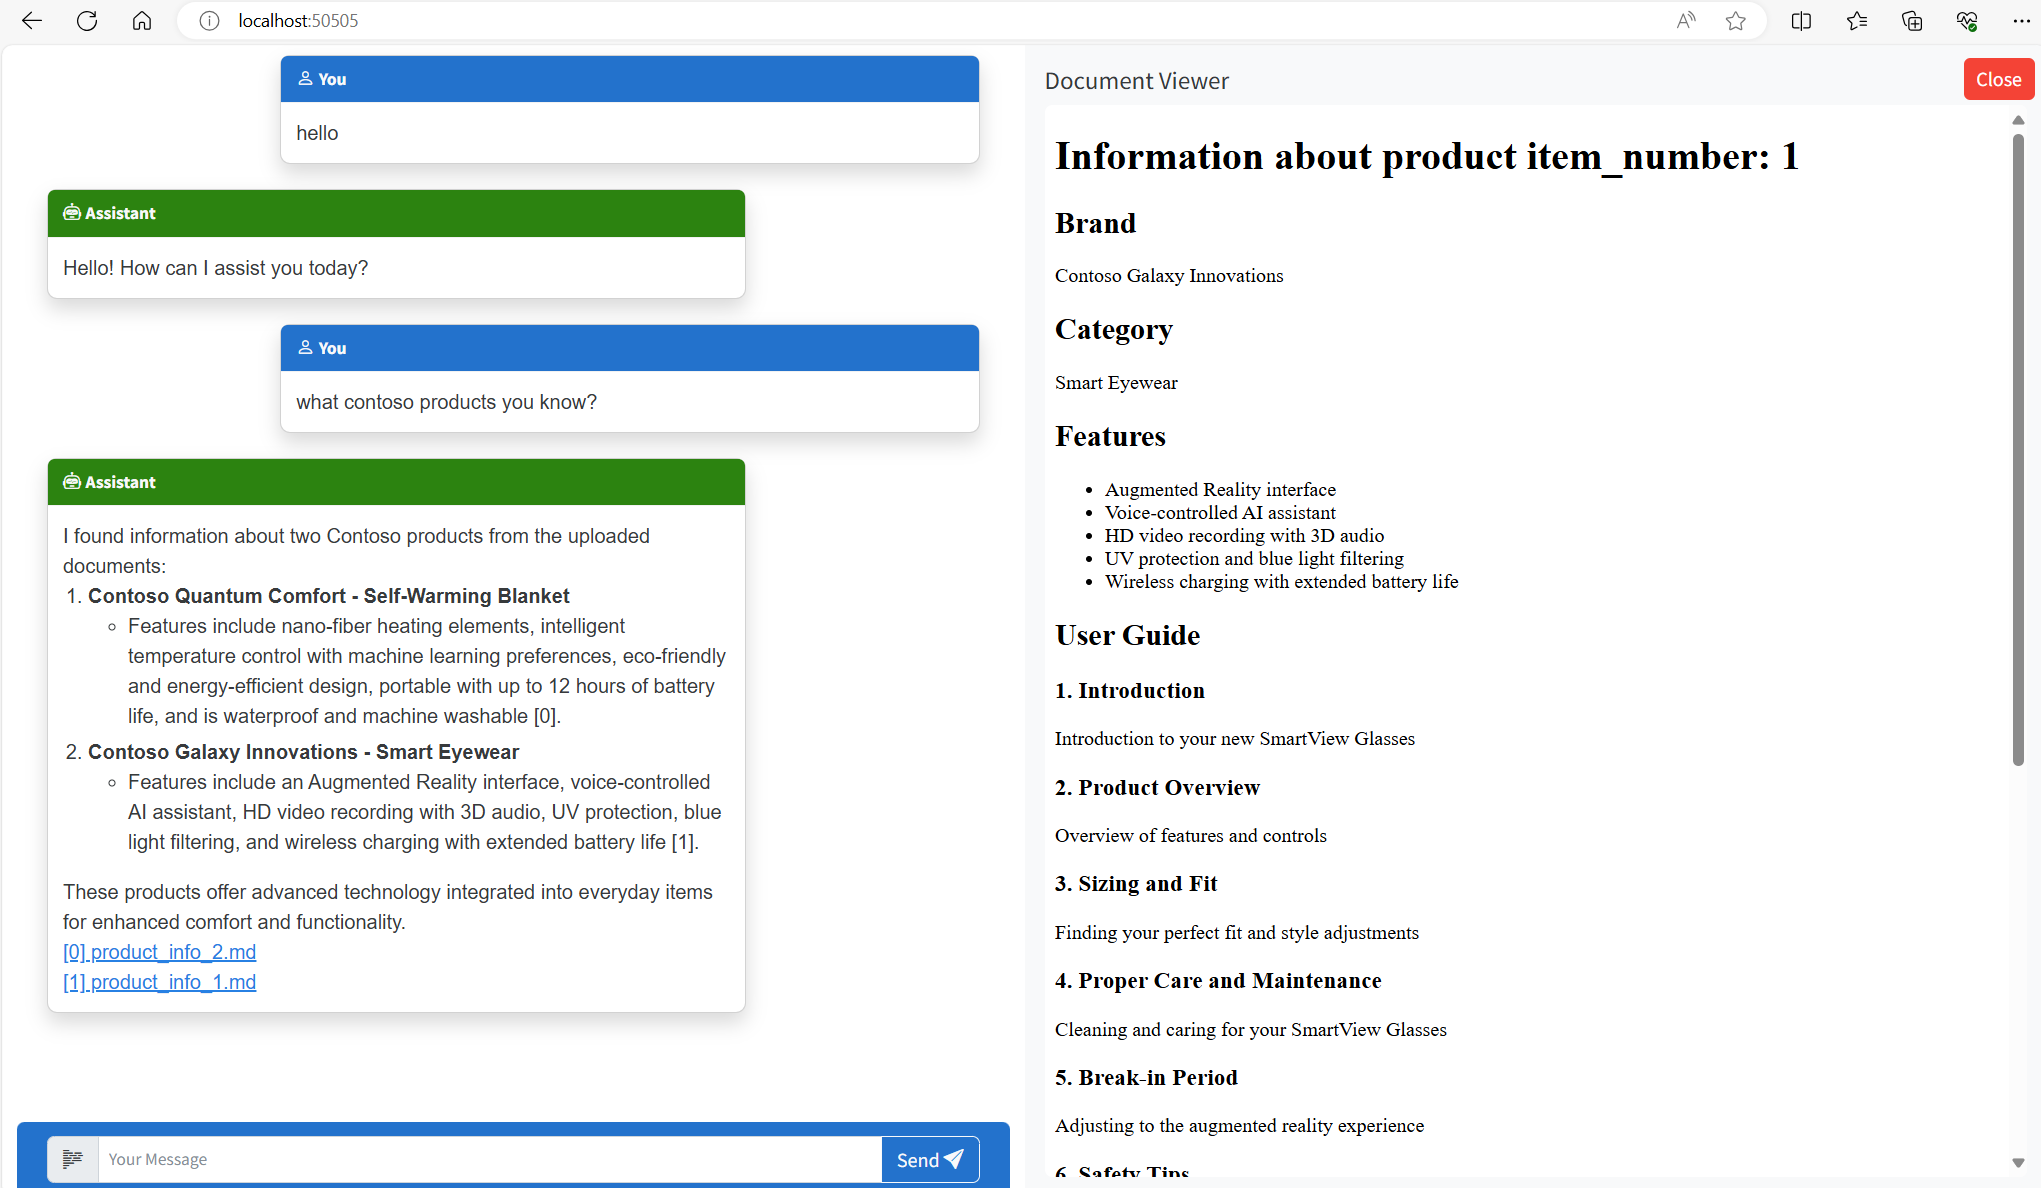 localhost:50505
You
hello
Assistant
Hello! How can I assist you today?
You
what contoso products you know?
Assistant
I found information about two Contoso products from the uploaded
documents:
1. Contoso Quantum Comfort - Self-Warming Blanket
Features include nano-fiber heating elements, intelligent
temperature control with machine learning preferences, eco-friendly
and energy-efficient design, portable with up to 12 hours of battery
life, and is waterproof and machine washable [0].
2. Contoso Galaxy Innovations - Smart Eyewear
Features include an Augmented Reality interface, voice-controlled
AI assistant, HD video recording with 3D audio, UV protection, blue
light filtering, and wireless charging with extended battery life [1].
These products offer advanced technology integrated into everyday items
for enhanced comfort and functionality.
[0] product_info_2.md
[1] product_info_1.md
Your Message
Send
Document Viewer
Close
Information about product item_number: 1
Brand
Contoso Galaxy Innovations
Category
Smart Eyewear
Features
• Augmented Reality interface
• Voice-controlled AI assistant
• HD video recording with 3D audio
• UV protection and blue light filtering
• Wireless charging with extended battery life
User Guide
1. Introduction
Introduction to your new SmartView Glasses
2. Product Overview
Overview of features and controls
3. Sizing and Fit
Finding your perfect fit and style adjustments
4. Proper Care and Maintenance
Cleaning and caring for your SmartView Glasses
5. Break-in Period
Adjusting to the augmented reality experience
6. Safety Tips